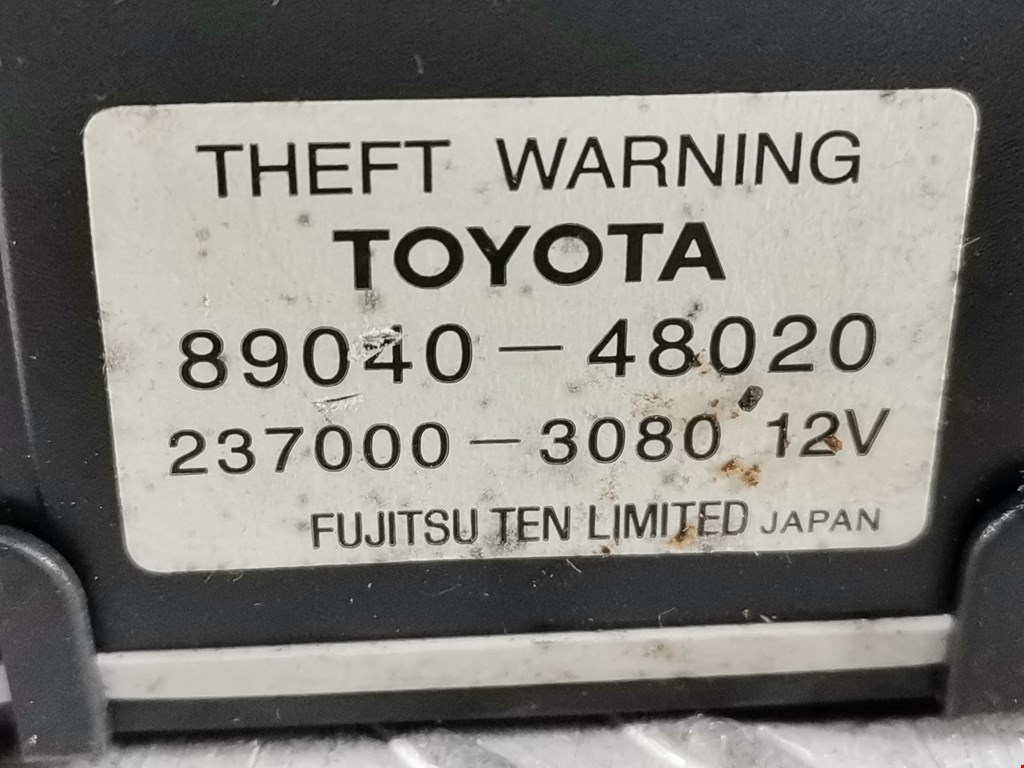 THEFT WARNING
TOYOTA
89040-48020
237000-3080 12V
FUJITSU TEN LIMITED JAPAN